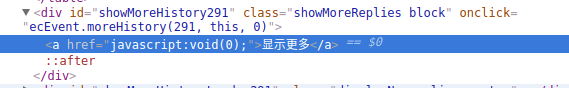 <div id="showMoreHistory291" class="showMoreReplies block" onclick=
"ecEvent.moreHistory(291, this, 0)">
<a href="javascript:void(0);">显示更多</a> == $0
::after
</div>